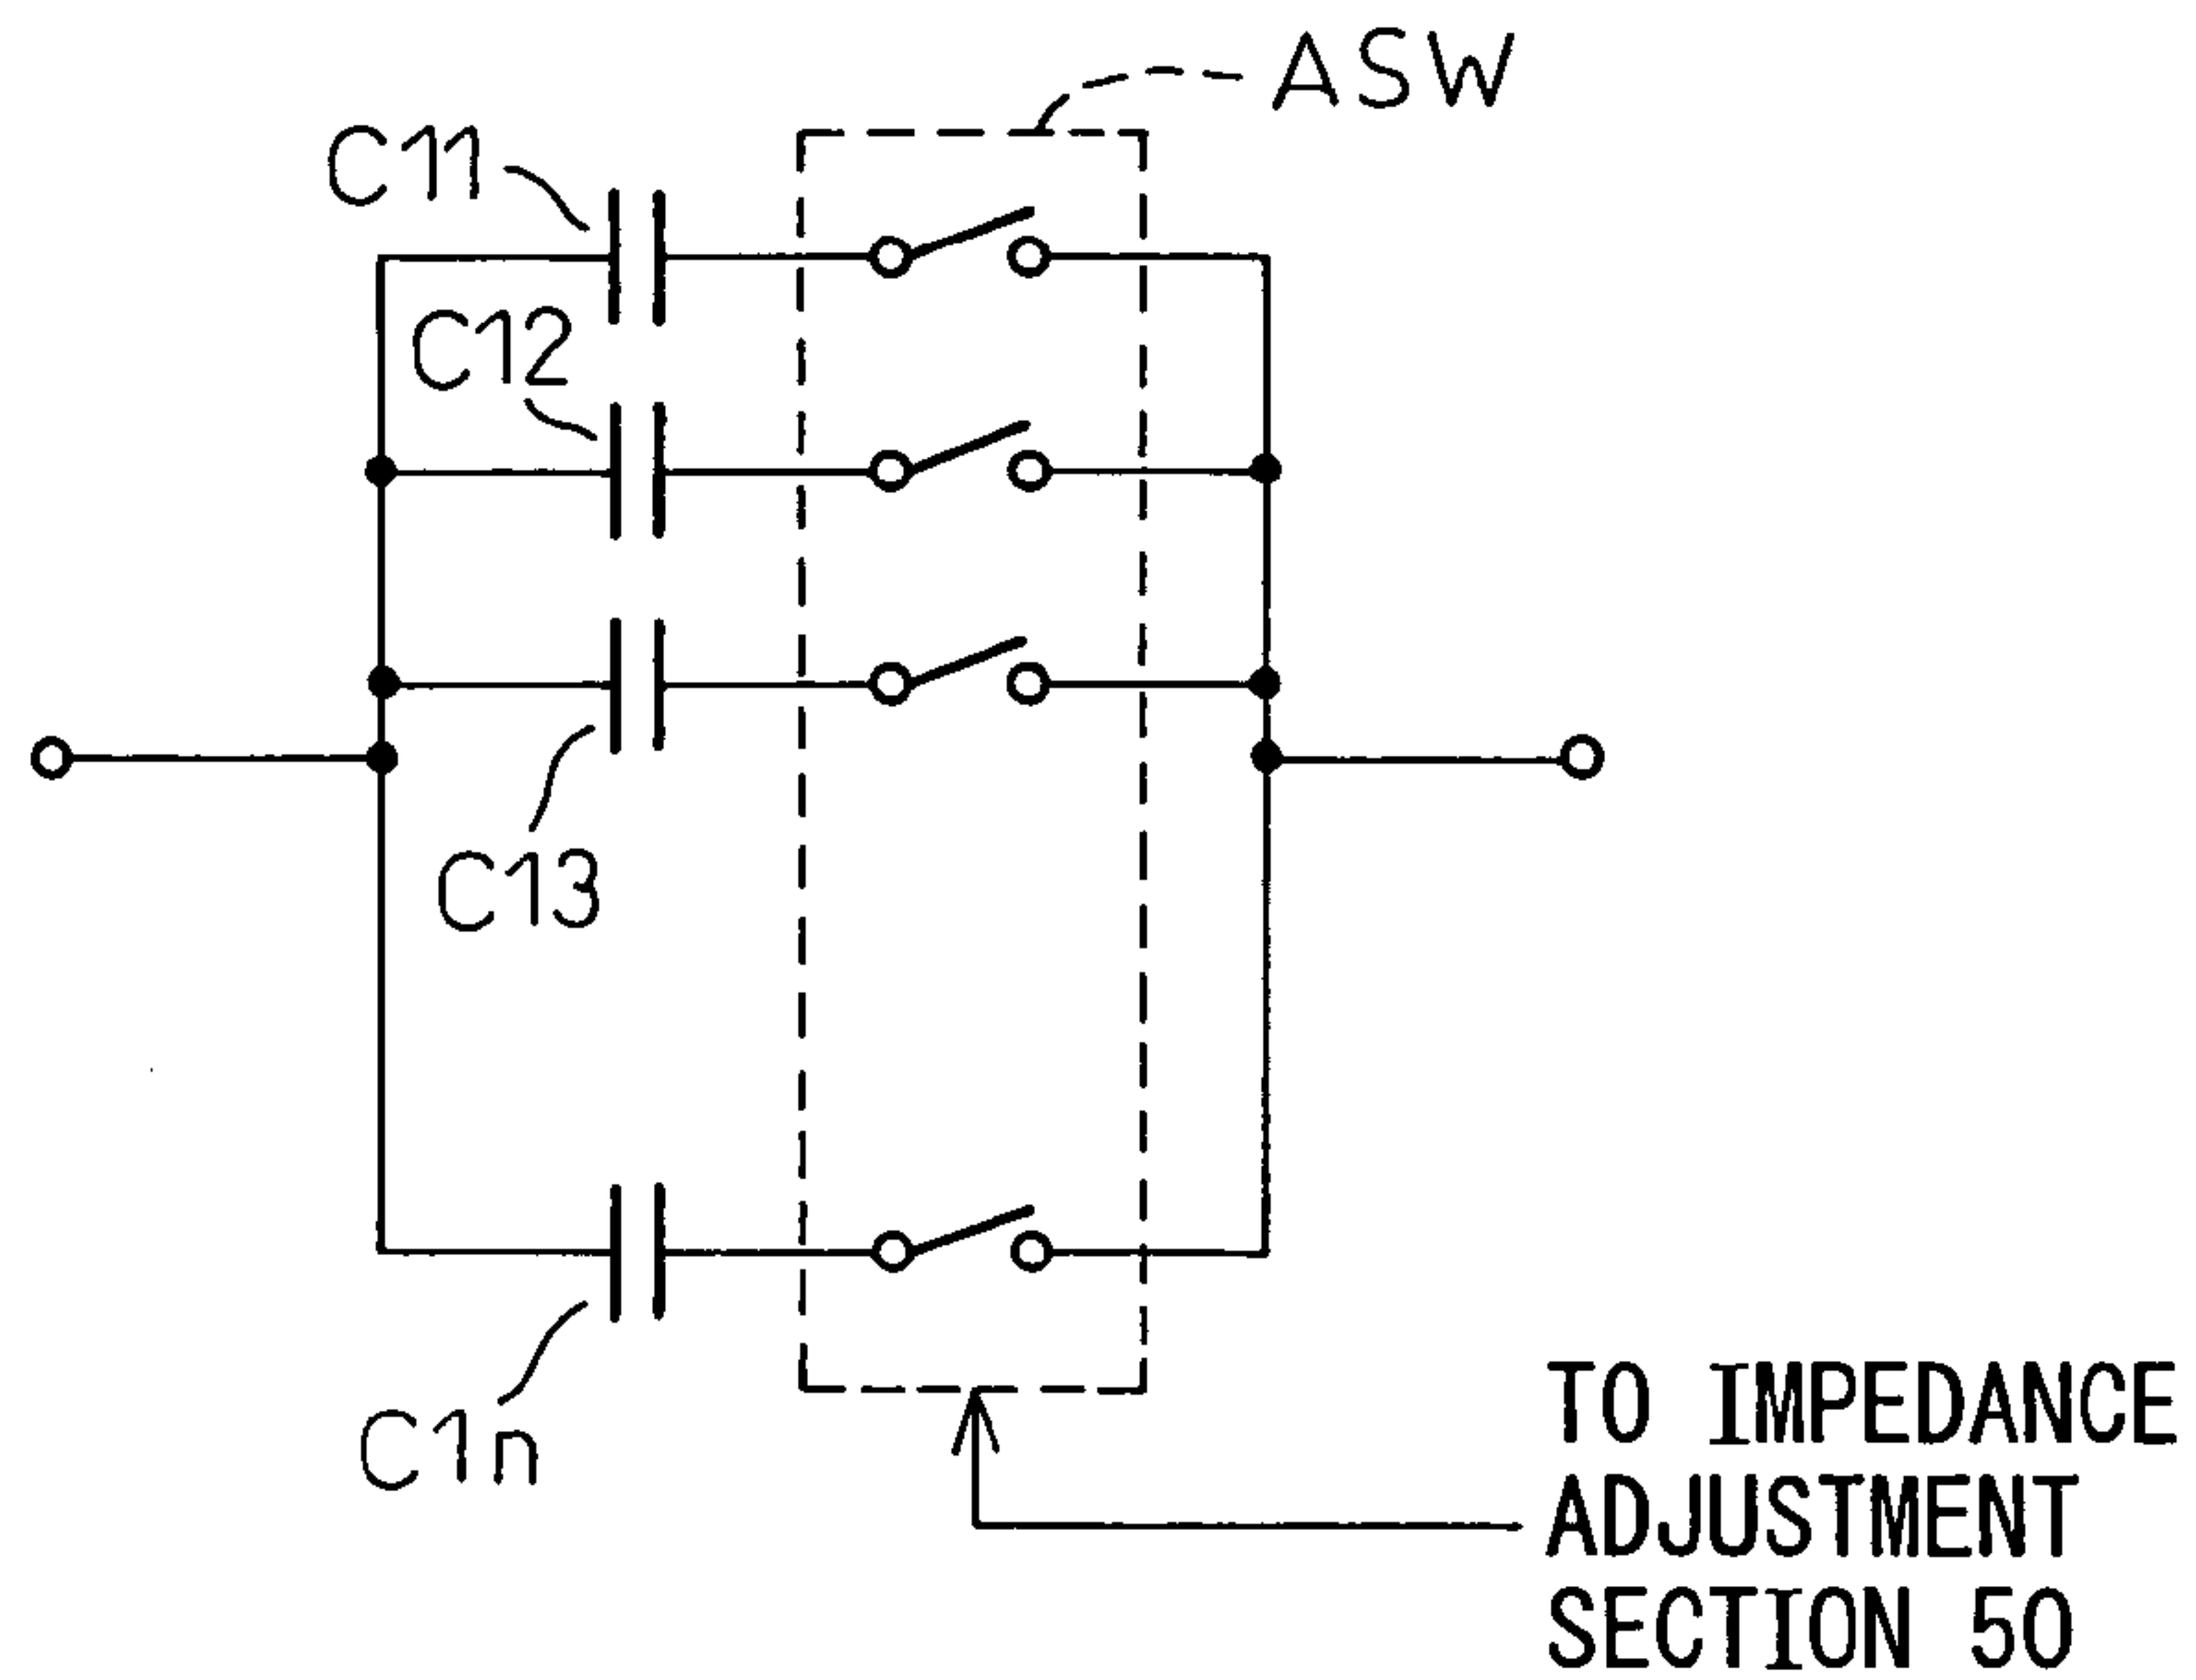 ASW
C11
C12
C13
C1n
TO IMPEDANCE
ADJUSTMENT
SECTION 50